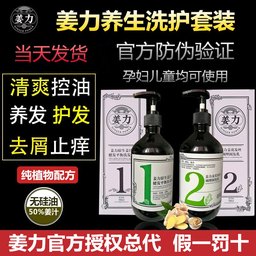 姜力养生洗护套装
当天发货
官方防伪验证
孕妇儿童均可使用
清爽控油
养发 护发
去屑止痒
纯植物配方
无硅油
50%姜汁
姜力
姜力
1
2
1
2
姜力官方授权总代 假一罚十